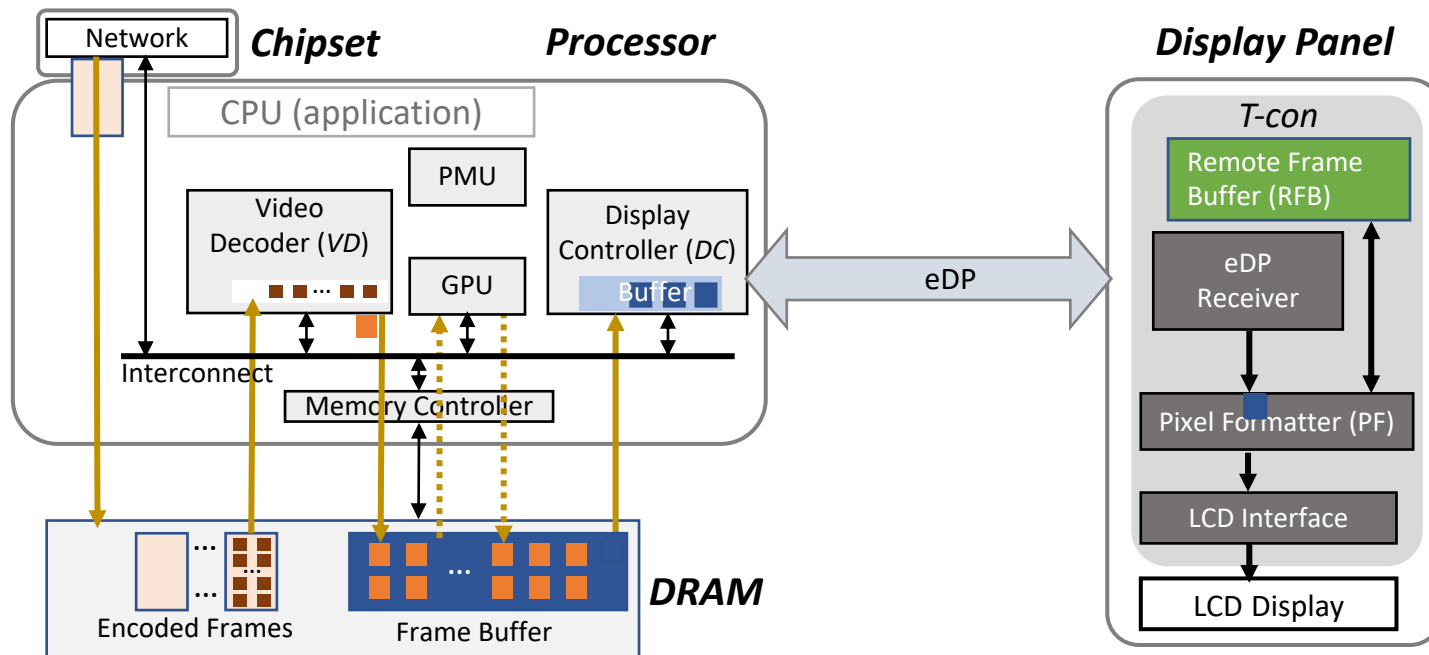 Network
Chipset
Processor
Display Panel
CPU (application)
T-con
Remote Frame
Buffer (RFB)
PMU
Video
Decoder (VD)
...
Display
Controller (DC)
Buffer
GPU
eDP
eDP
Receiver
Interconnect
Memory Controller
Pixel Formatter (PF)
LCD Interface
...
...
...
...
DRAM
Encoded Frames
Frame Buffer
LCD Display